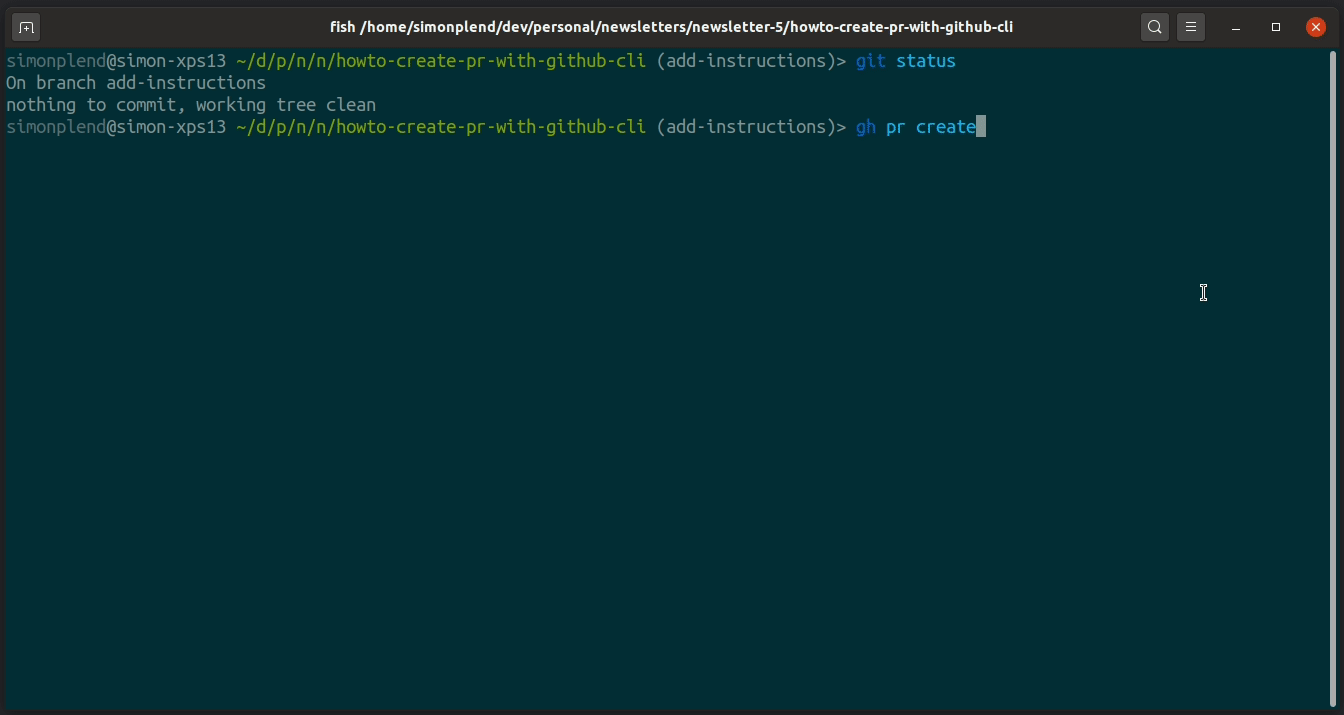 fish /home/simonplend/dev/personal/newsletters/newsletter-5/howto-create-pr-with-github-cli
simonplend@simon-xps13 ~/d/p/n/n/howto-create-pr-with-github-cli (add-instructions)> git status
On branch add-instructions
nothing to commit, working tree clean
simonplend@simon-xps13 ~/d/p/n/n/howto-create-pr-with-github-cli (add-instructions)> gh pr create